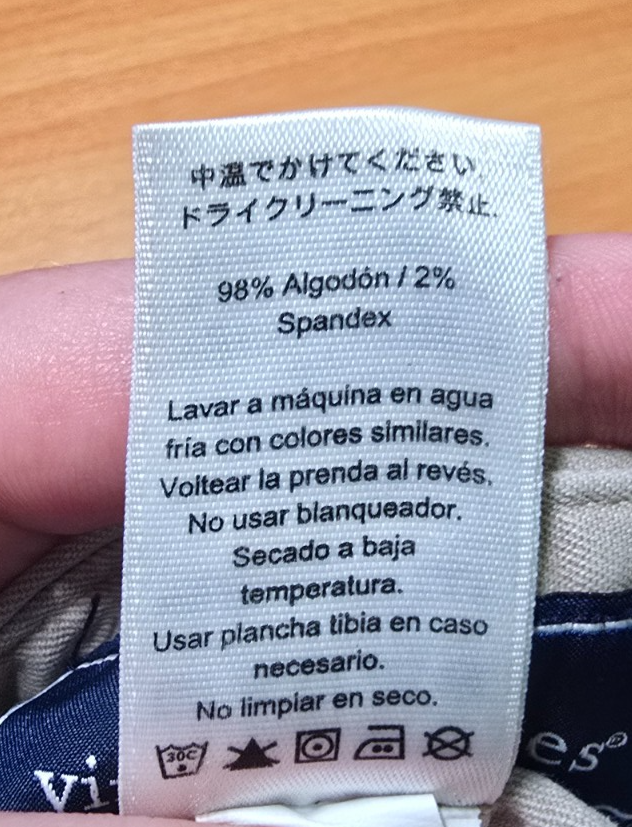 中温でかけてください.
ドライクリーニング禁止.
98% Algodón / 2%
Spandex
Lavar a máquina en agua
fría con colores similares.
Voltear la prenda al revés.
No usar blanqueador.
Secado a baja
temperatura.
Usar plancha tibia en caso
necesario.
No limpiar en seco.
30C
vi
es®